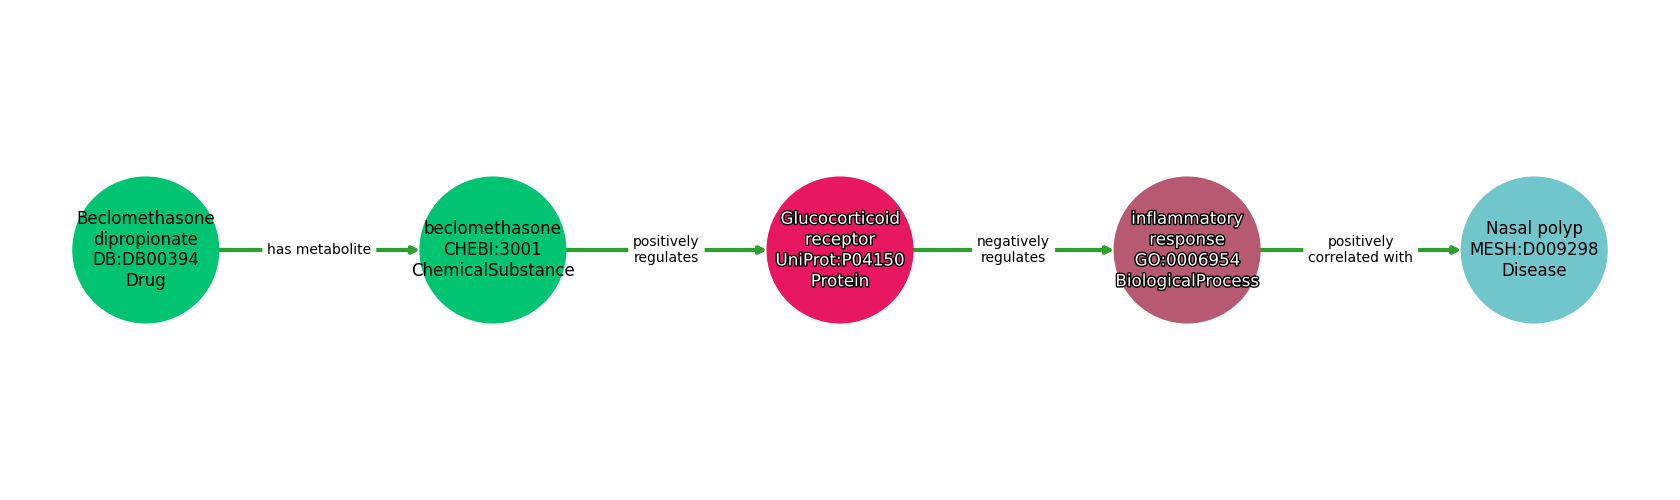 Beclomethasone
dipropionate
DB:DB00394
Drug
has metabolite
beclomethasone
CHEBI:3001
ChemicalSubstance
positively
regulates
Glucocorticoid
receptor
UniProt:P04150
Protein
negatively
regulates
inflammatory
response
GO:0006954
BiologicalProcess
positively
correlated with
Nasal polyp
MESH:D009298
Disease